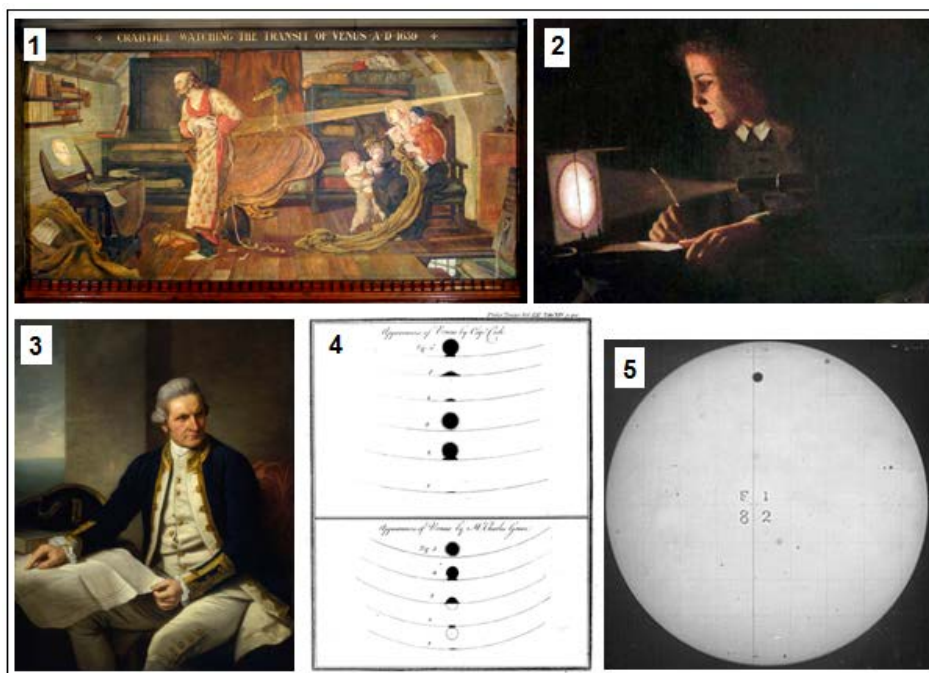 1
✦ CRABTREE WATCHING THE TRANSIT OF VENUS · A·D·1639 ✦
2
3
4
Appearances of Venus by Capt. Cook.
Appearances of Venus by Mr. Charles Green.
5
F 1
8 2